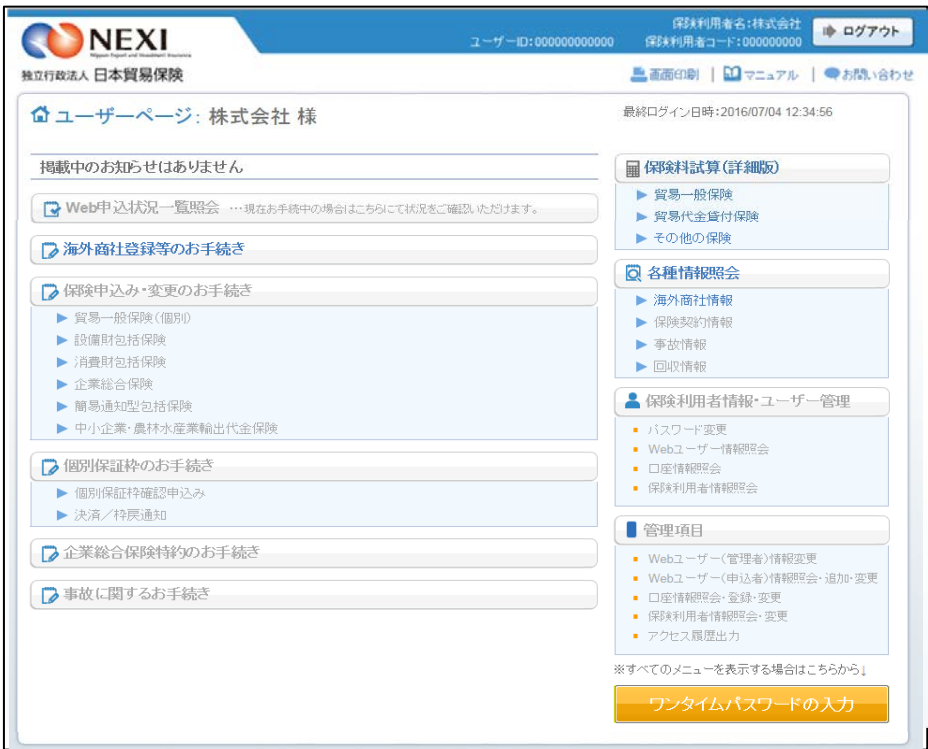 NEXI
Nippon Export and Investment Insurance
独立行政法人 日本貿易保険
ユーザーID:000000000000
保険利用者名:株式会社
保険利用者コード:000000000
ログアウト
画面印刷 | マニュアル | お問い合わせ
ユーザーページ: 株式会社 様
最終ログイン日時:2016/07/04 12:34:56
掲載中のお知らせはありません
Web申込状況一覧照会 …現在お手続中の場合はこちらにて状況をご確認いただけます。
海外商社登録等のお手続き
保険申込み・変更のお手続き
貿易一般保険(個別)
設備財包括保険
消費財包括保険
企業総合保険
簡易通知型包括保険
中小企業・農林水産業輸出代金保険
個別保証枠のお手続き
個別保証枠確認申込み
決済/枠戻通知
企業総合保険特約のお手続き
事故に関するお手続き
保険料試算(詳細版)
貿易一般保険
貿易代金貸付保険
その他の保険
各種情報照会
海外商社情報
保険契約情報
事故情報
回収情報
保険利用者情報・ユーザー管理
パスワード変更
Webユーザー情報照会
口座情報照会
保険利用者情報照会
管理項目
Webユーザー(管理者)情報変更
Webユーザー(申込者)情報照会・追加・変更
口座情報照会・登録・変更
保険利用者情報照会・変更
アクセス履歴出力
※すべてのメニューを表示する場合はこちらから↓
ワンタイムパスワードの入力